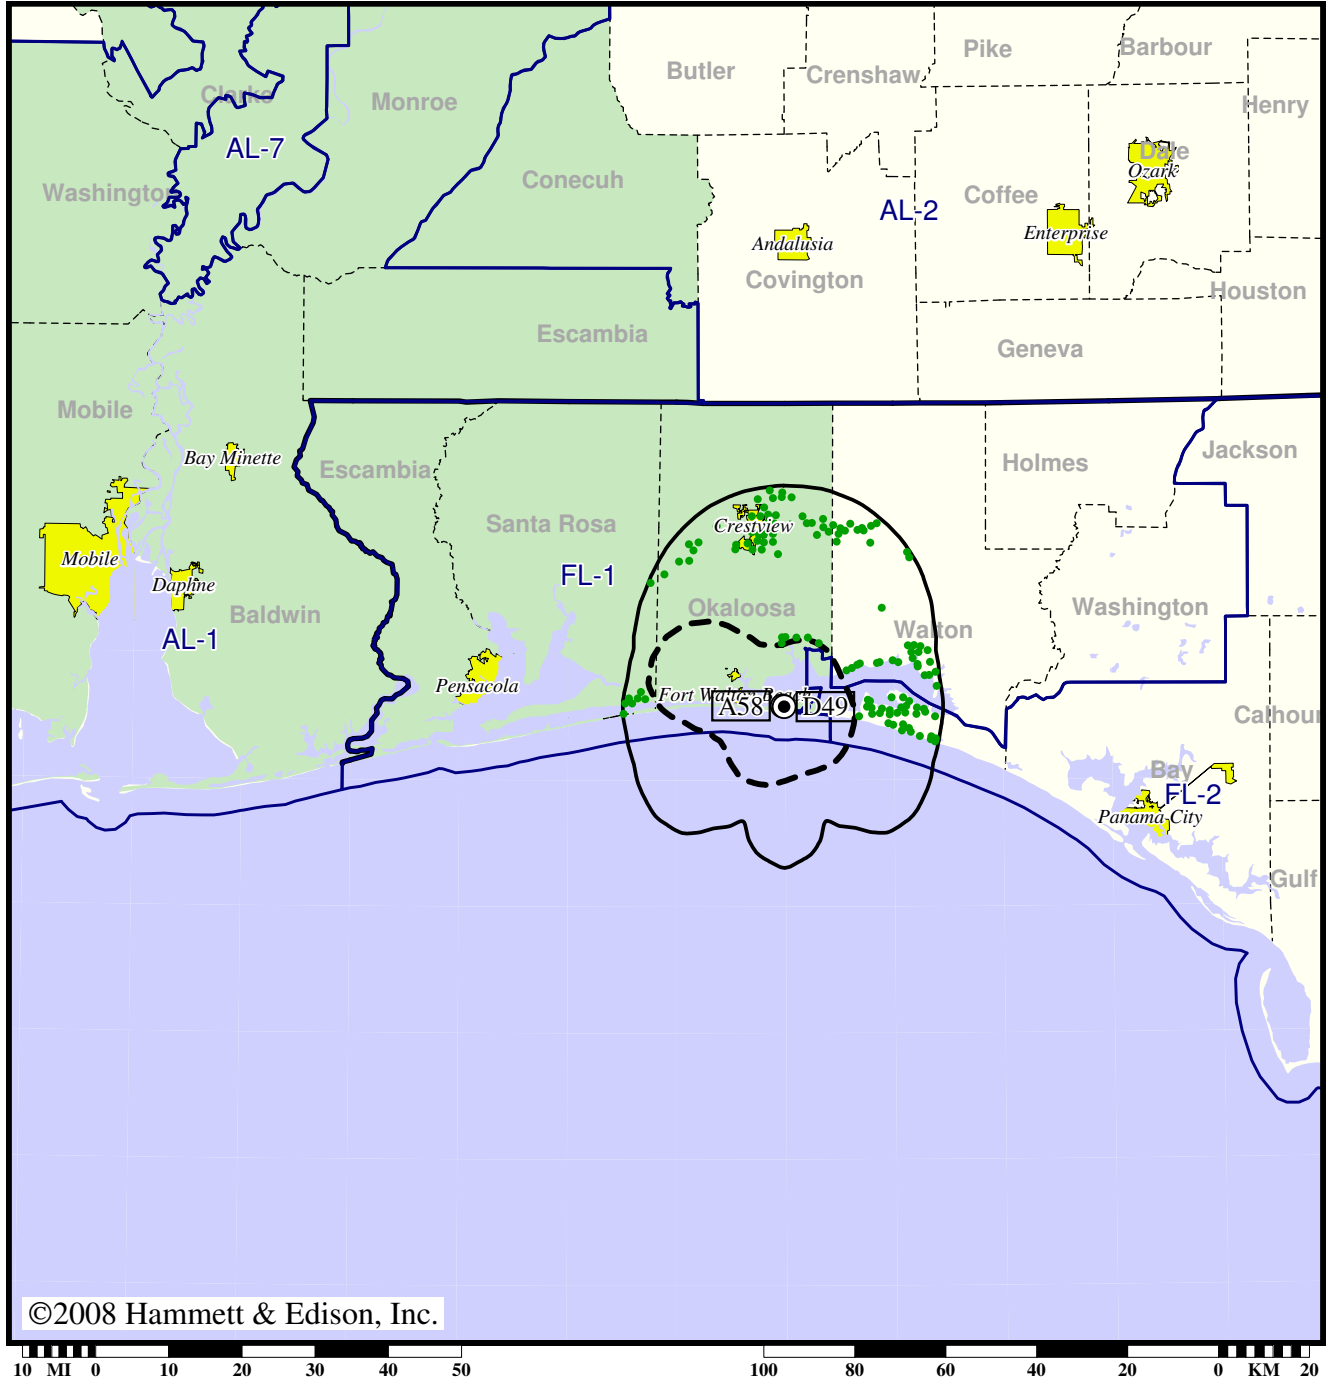 Pike
Barbour
Butler
Crenshaw
Clarke
Monroe
Henry
AL-7
Dale
Ozark
Washington
Conecuh
Coffee
AL-2
Enterprise
Andalusia
Covington
Houston
Escambia
Geneva
Mobile
Bay Minette
Escambia
Holmes
Jackson
Santa Rosa
Crestview
Mobile
Daphne
FL-1
Baldwin
Okaloosa
Washington
AL-1
Walton
Pensacola
Fort Walton Beach
A58
D49
Calhoun
Bay
FL-2
Panama City
Gulf
©2008 Hammett & Edison, Inc.
10 MI 0 10 20 30 40 50 100 80 60 40 20 0 KM 20